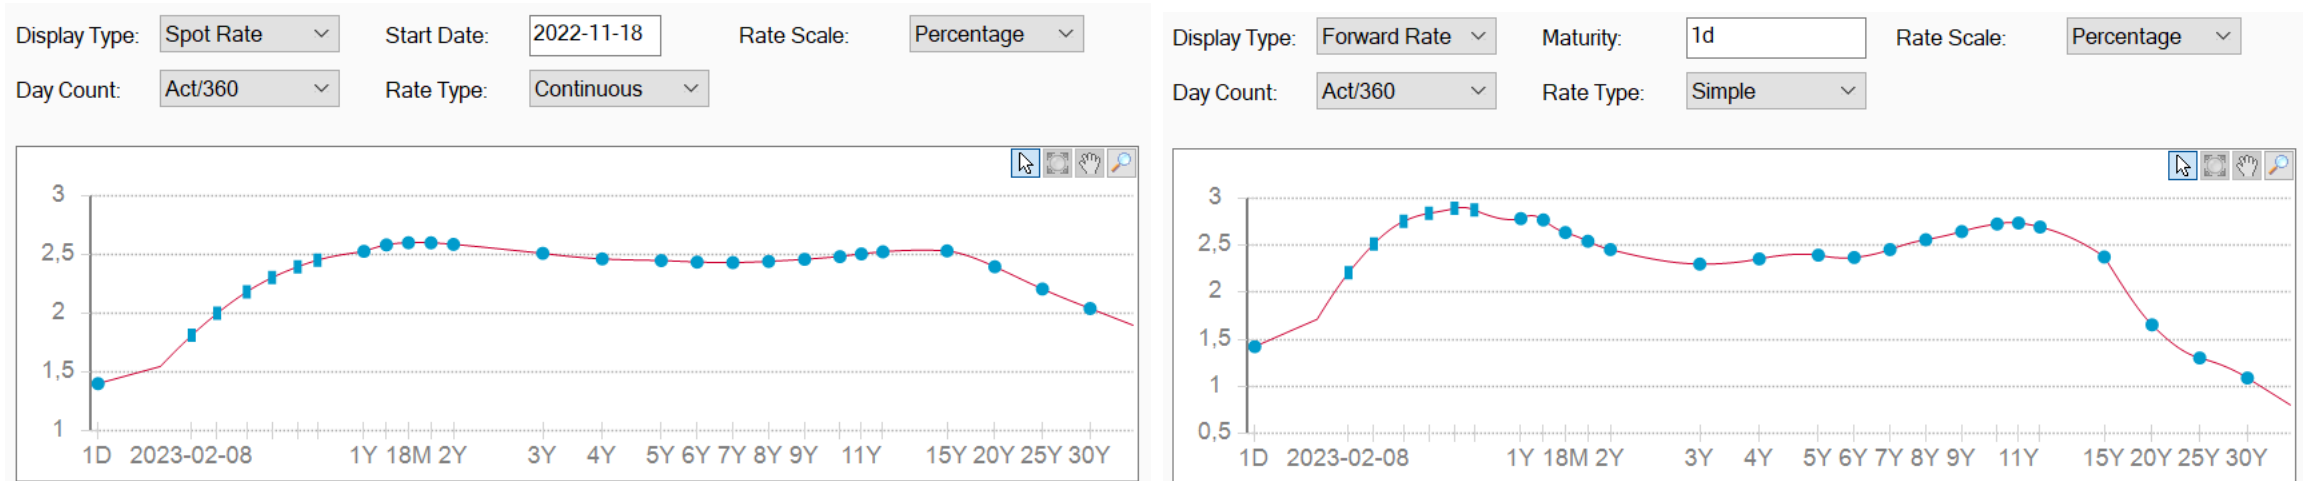 Display Type: Spot Rate Start Date: 2022-11-18 Rate Scale: Percentage
Day Count: Act/360 Rate Type: Continuous
3
2,5
2
1,5
1
1D 2023-02-08 1Y 18M 2Y 3Y 4Y 5Y 6Y 7Y 8Y 9Y 11Y 15Y 20Y 25Y 30Y
Display Type: Forward Rate Maturity: 1d Rate Scale: Percentage
Day Count: Act/360 Rate Type: Simple
3
2,5
2
1,5
1
0,5
1D 2023-02-08 1Y 18M 2Y 3Y 4Y 5Y 6Y 7Y 8Y 9Y 11Y 15Y 20Y 25Y 30Y